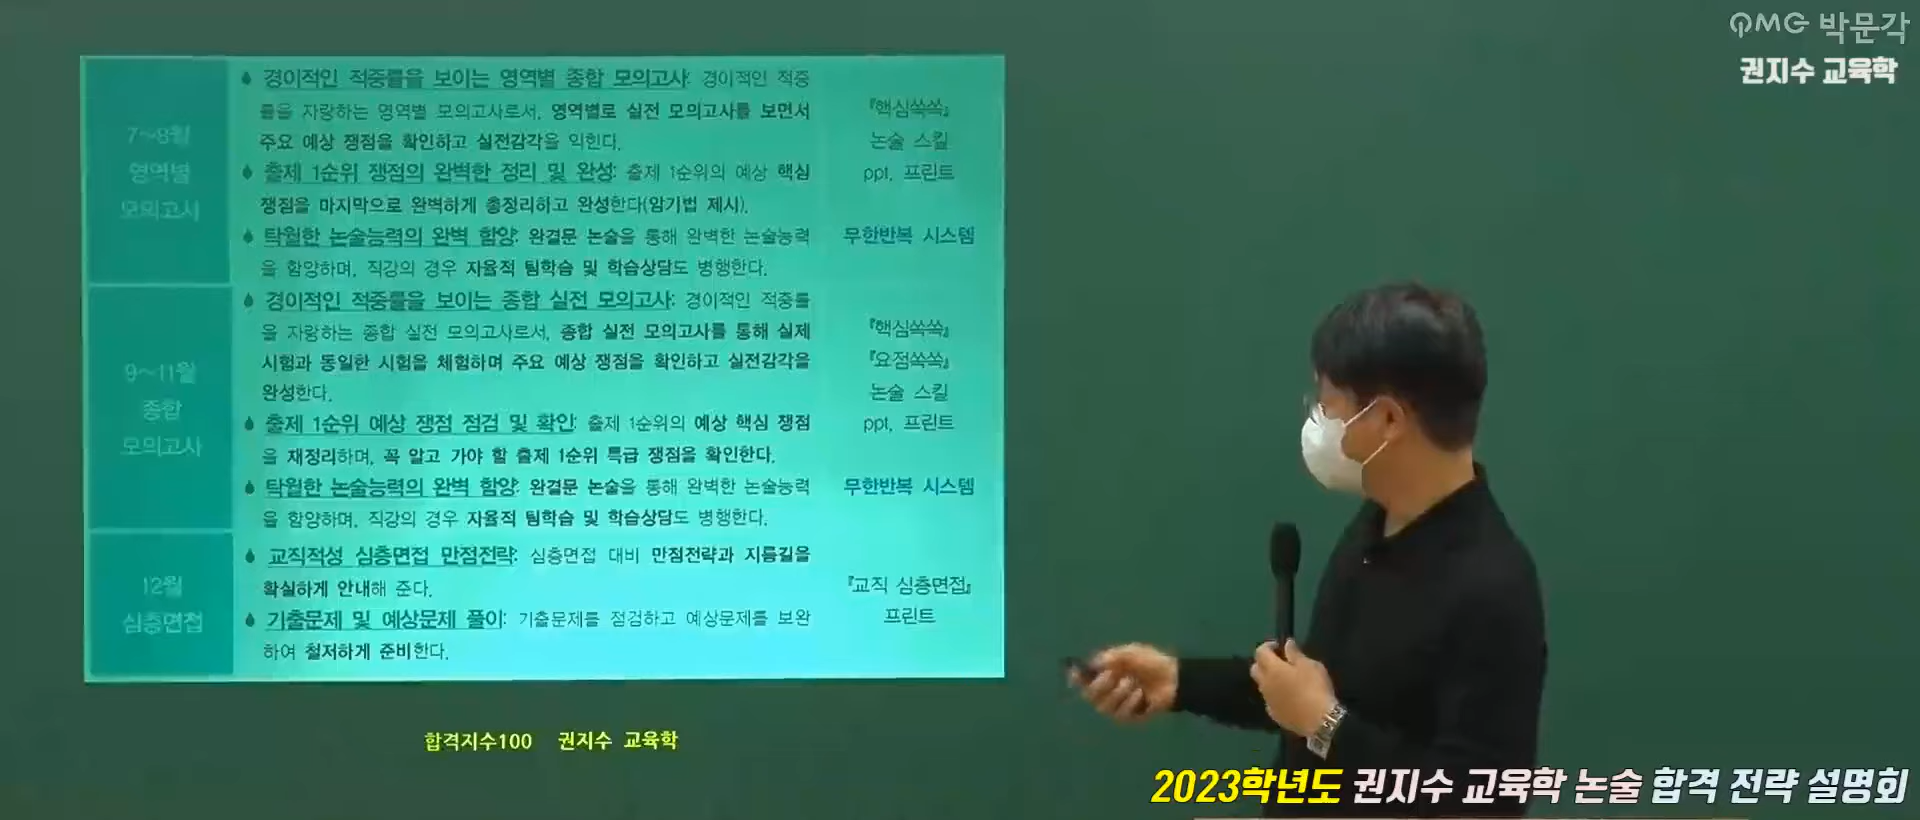 PMG 박문각
권지수 교육학
7~8월
영역별
모의고사
경이적인 적중률을 보이는 영역별 종합 모의고사: 경이적인 적중
률을 자랑하는 영역별 모의고사로서, 영역별로 실전 모의고사를 보면서
주요 예상 쟁점을 확인하고 실전감각을 익힌다.
출제 1순위 쟁점의 완벽한 정리 및 완성: 출제 1순위의 예상 핵심
쟁점을 마지막으로 완벽하게 총정리하고 완성한다(암기법 제시).
탁월한 논술능력의 완벽 함양: 완결문 논술을 통해 완벽한 논술능력
을 함양하며, 직강의 경우 자율적 팀학습 및 학습상담도 병행한다.
『핵심쏙쏙』
논술 스킬
ppt, 프린트
무한반복 시스템
9~11월
종합
모의고사
경이적인 적중률을 보이는 종합 실전 모의고사: 경이적인 적중률
을 자랑하는 종합 실전 모의고사로서, 종합 실전 모의고사를 통해 실제
시험과 동일한 시험을 체험하며 주요 예상 쟁점을 확인하고 실전감각을
완성한다.
출제 1순위 예상 쟁점 점검 및 확인: 출제 1순위의 예상 핵심 쟁점
을 재정리하며, 꼭 알고 가야 할 출제 1순위 특급 쟁점을 확인한다.
탁월한 논술능력의 완벽 함양: 완결문 논술을 통해 완벽한 논술능력
을 함양하며, 직강의 경우 자율적 팀학습 및 학습상담도 병행한다.
『핵심쏙쏙』
『요점쏙쏙』
논술 스킬
ppt, 프린트
무한반복 시스템
12월
심층면접
교직적성 심층면접 만점전략: 심층면접 대비 만점전략과 지름길을
확실하게 안내해 준다.
기출문제 및 예상문제 풀이: 기출문제를 점검하고 예상문제를 보완
하여 철저하게 준비한다.
『교직 심층면접』
프린트
합격지수100 권지수 교육학
2023학년도 권지수 교육학 논술 합격 전략 설명회